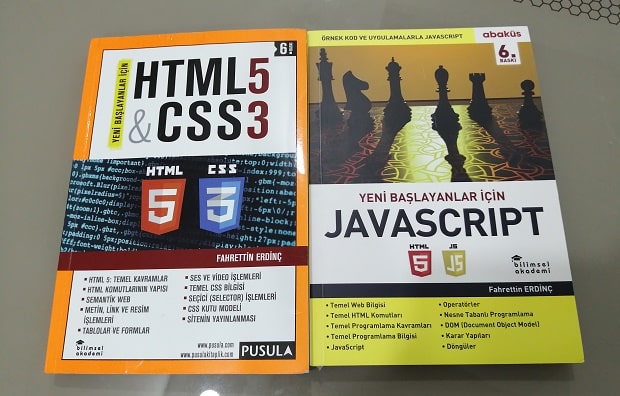 6.
YENİ BAŞLAYANLAR İÇİN
HTML5
& CSS3
HTML
CSS
5
3
FAHRETTİN ERDİNÇ
• HTML 5: TEMEL KAVRAMLAR
• HTML KOMUTLARININ YAPISI
• SEMANTİK WEB
• METİN, LİNK VE RESİM
İŞLEMLERİ
• TABLOLAR VE FORMLAR
• SES VE VİDEO İŞLEMLERİ
• TEMEL CSS BİLGİSİ
• SEÇİCİ (SELECTOR) İŞLEMLERİ
• CSS KUTU MODELİ
• SİTENİN YAYINLANMASI
bilimsel
akademi
www.pusula.com
www.pusulakitaplik.com
PUSULA
ÖRNEK KOD VE UYGULAMALARLA JAVASCRIPT
abaküs
6.
BASKI
YENİ BAŞLAYANLAR İÇİN
JAVASCRIPT
HTML
5
JS
JS
bilimsel
akademi
Fahrettin ERDİNÇ
• Temel Web Bilgisi
• Temel HTML Komutları
• Temel Programlama Kavramları
• Temel Programlama Bilgisi
• JavaScript
• Operatörler
• Nesne Tabanlı Programlama
• DOM (Document Object Model)
• Karar Yapıları
• Döngüler